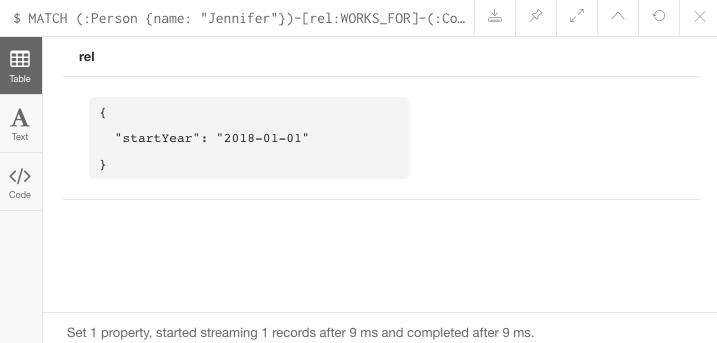 $ MATCH (:Person {name: "Jennifer"})-[rel:WORKS_FOR]-(:Co…
rel
Table
{
"startYear": "2018-01-01"
}
A
Text
</>
Code
Set 1 property, started streaming 1 records after 9 ms and completed after 9 ms.